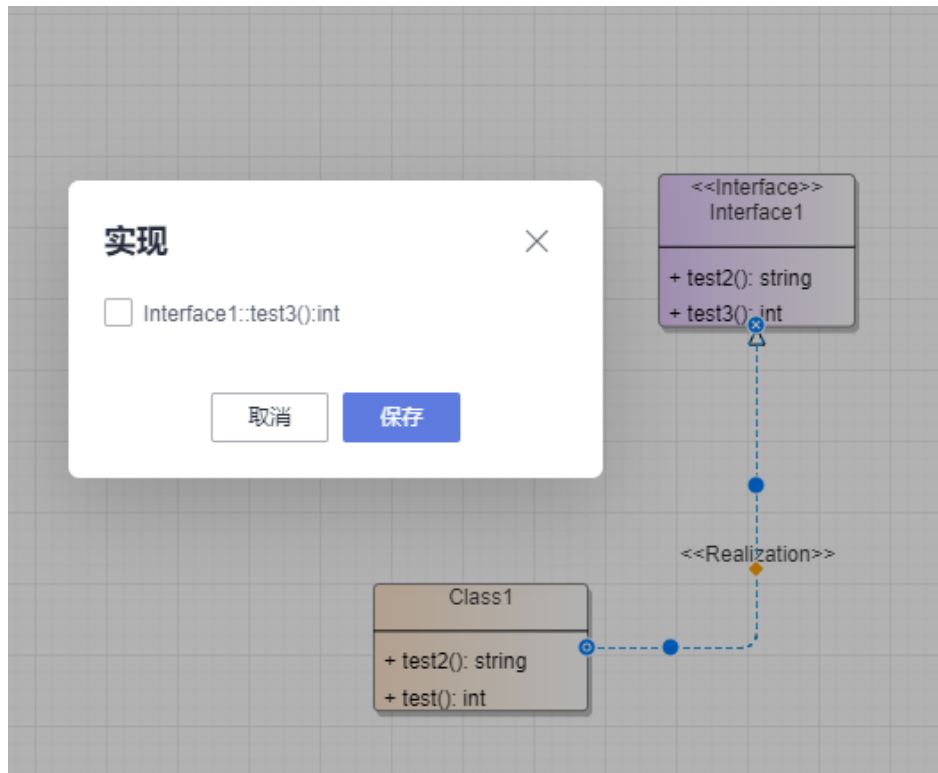 实现
Interface1::test3():int
取消
保存
<<Interface>>
Interface1
+ test2(): string
+ test3(): int
<<Realization>>
Class1
+ test2(): string
+ test(): int